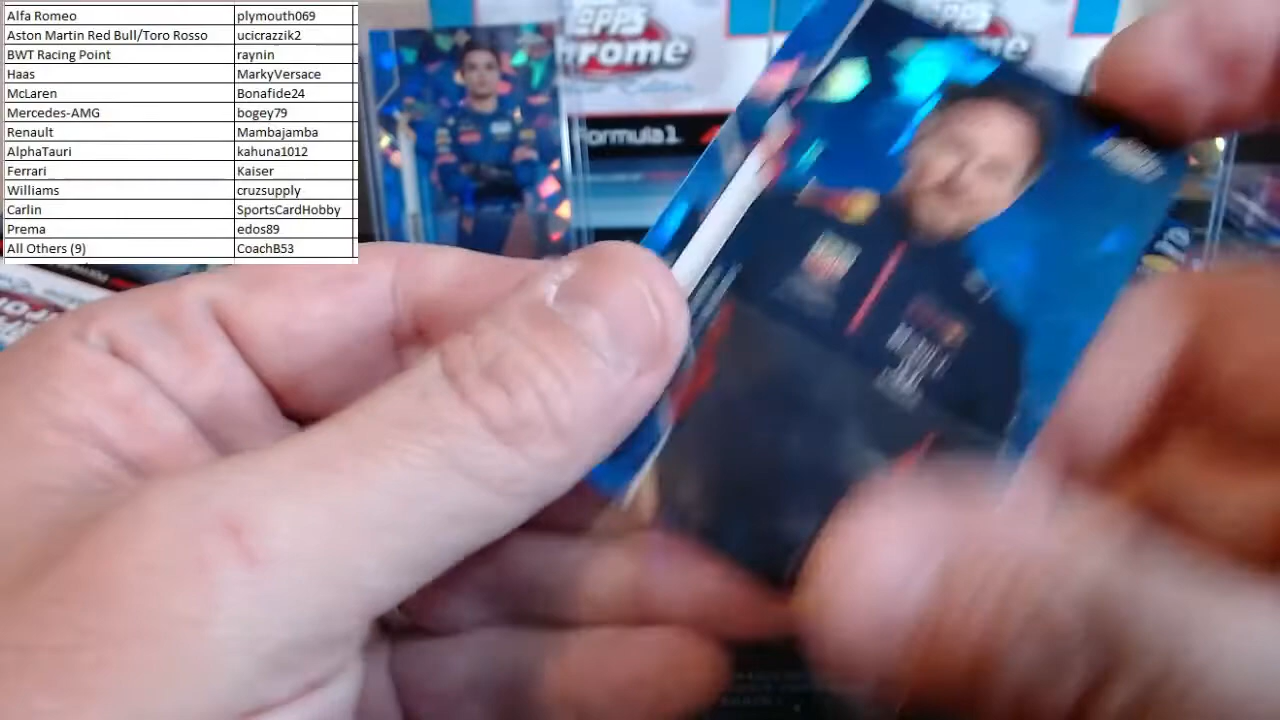 Alfa Romeo plymouth069
Aston Martin Red Bull/Toro Rosso ucicrazzik2
BWT Racing Point raynin
Haas MarkyVersace
McLaren Bonafide24
Mercedes-AMG bogey79
Renault Mambajamba
AlphaTauri kahuna1012
Ferrari Kaiser
Williams cruzsupply
Carlin SportsCardHobby
Prema edos89
All Others (9) CoachB53
TOPPS
Chrome
Formula 1